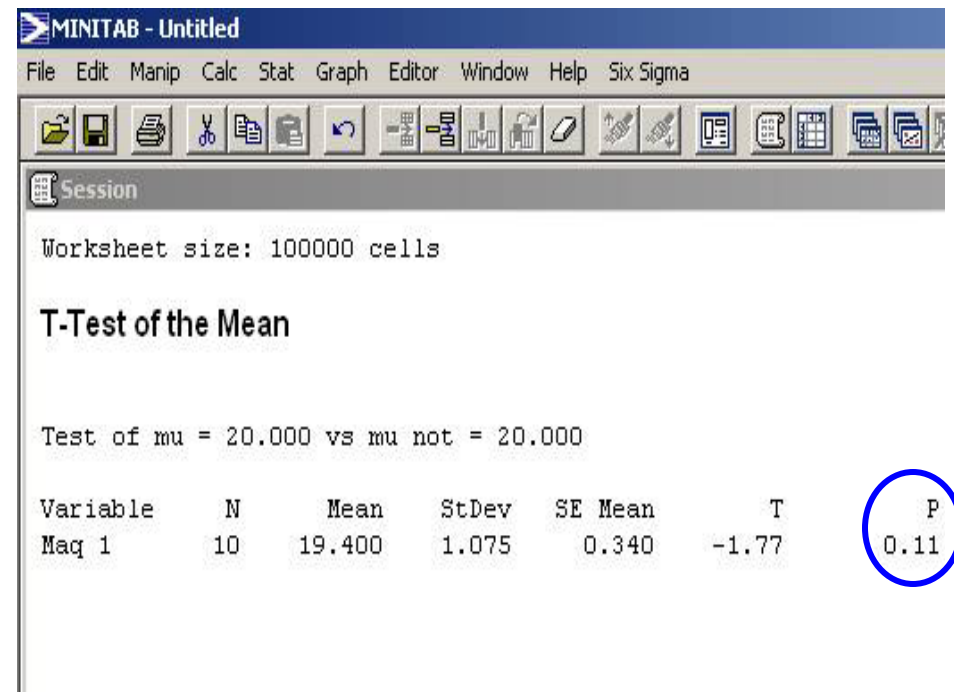 MINITAB - Untitled
File Edit Manip Calc Stat Graph Editor Window Help Six Sigma
Session
Worksheet size: 100000 cells
T-Test of the Mean
Test of mu = 20.000 vs mu not = 20.000
Variable N Mean StDev SE Mean T P
Maq 1 10 19.400 1.075 0.340 -1.77 0.11